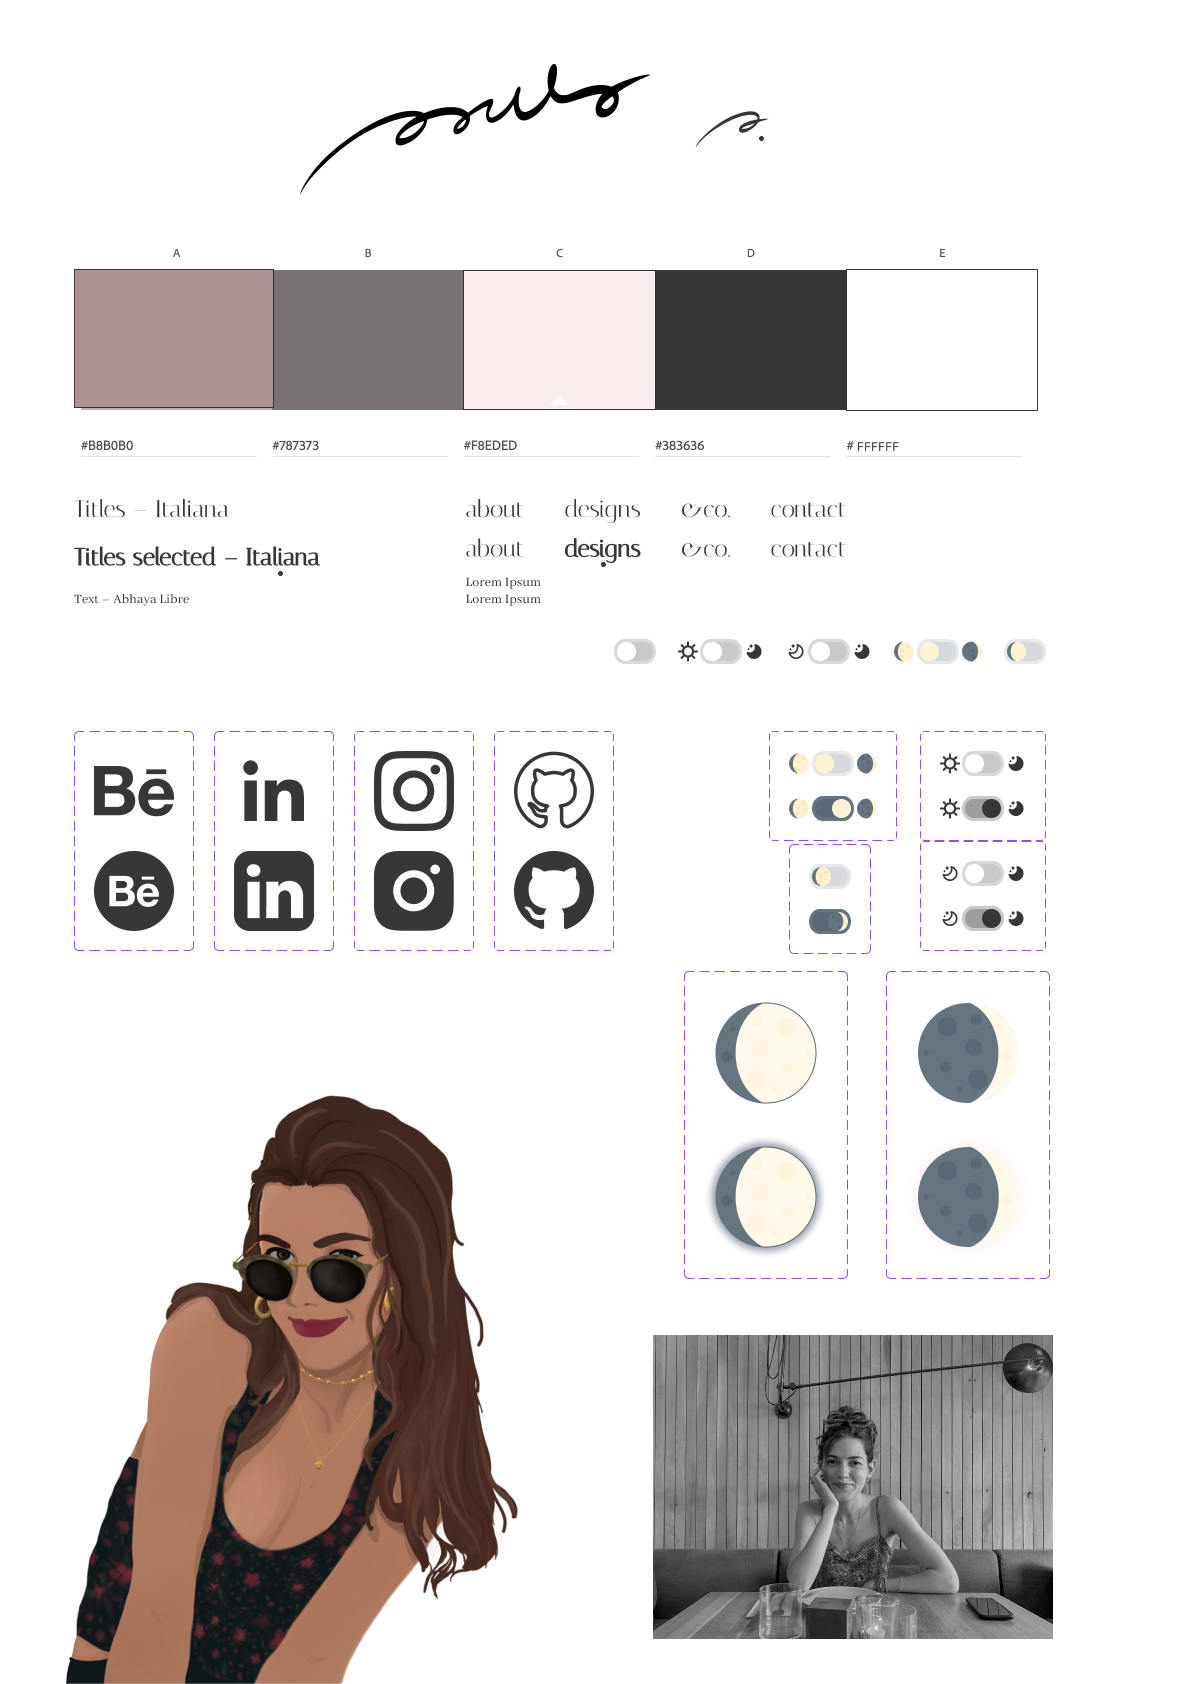 A B C D E
#B8B0B0 #787373 #F8EDED #383636 # FFFFFF
Titles – Italiana
about designs &co. contact
Titles selected – Italiana
about designs &co. contact
Lorem Ipsum
Text – Abhaya Libre
Lorem Ipsum
Bē in
Bē in